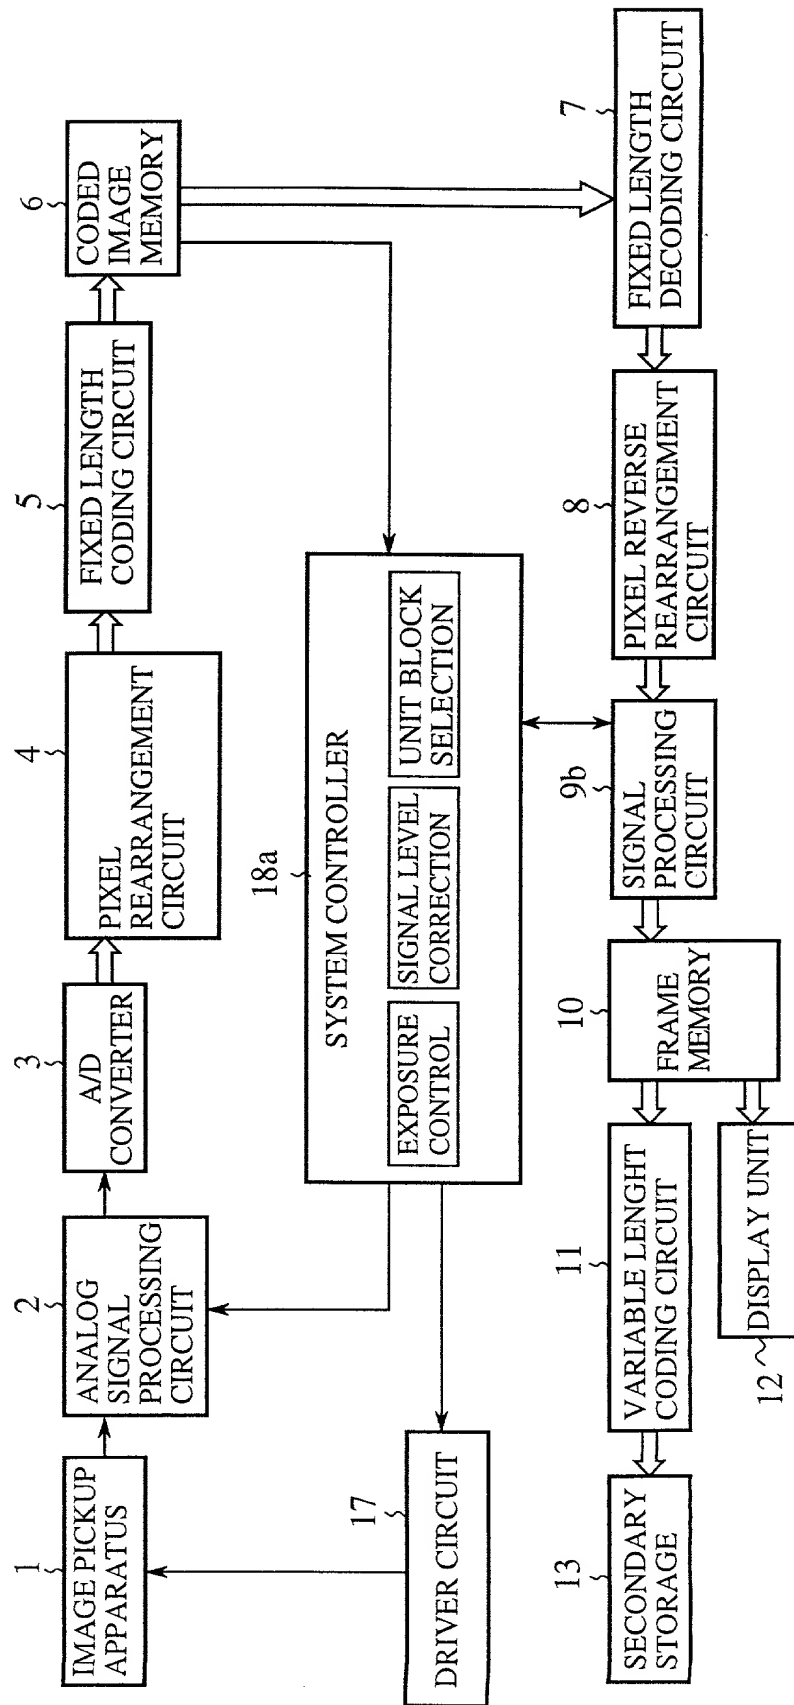 1
IMAGE PICKUP
APPARATUS
2
ANALOG
SIGNAL
PROCESSING
CIRCUIT
3
A/D
CONVERTER
4
PIXEL
REARRANGEMENT
CIRCUIT
5
FIXED LENGTH
CODING CIRCUIT
6
CODED
IMAGE
MEMORY
17
DRIVER CIRCUIT
18a
SYSTEM CONTROLLER
EXPOSURE
CONTROL
SIGNAL LEVEL
CORRECTION
UNIT BLOCK
SELECTION
13
SECONDARY
STORAGE
11
VARIABLE LENGHT
CODING CIRCUIT
12
DISPLAY UNIT
10
FRAME
MEMORY
9b
SIGNAL
PROCESSING
CIRCUIT
8
PIXEL REVERSE
REARRANGEMENT
CIRCUIT
7
FIXED LENGTH
DECODING CIRCUIT